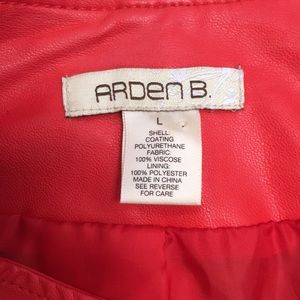 ARDEN B.
L
SHELL:
COATING
POLYURETHANE
FABRIC:
100% VISCOSE
LINING:
100% POLYESTER
MADE IN CHINA
SEE REVERSE
FOR CARE